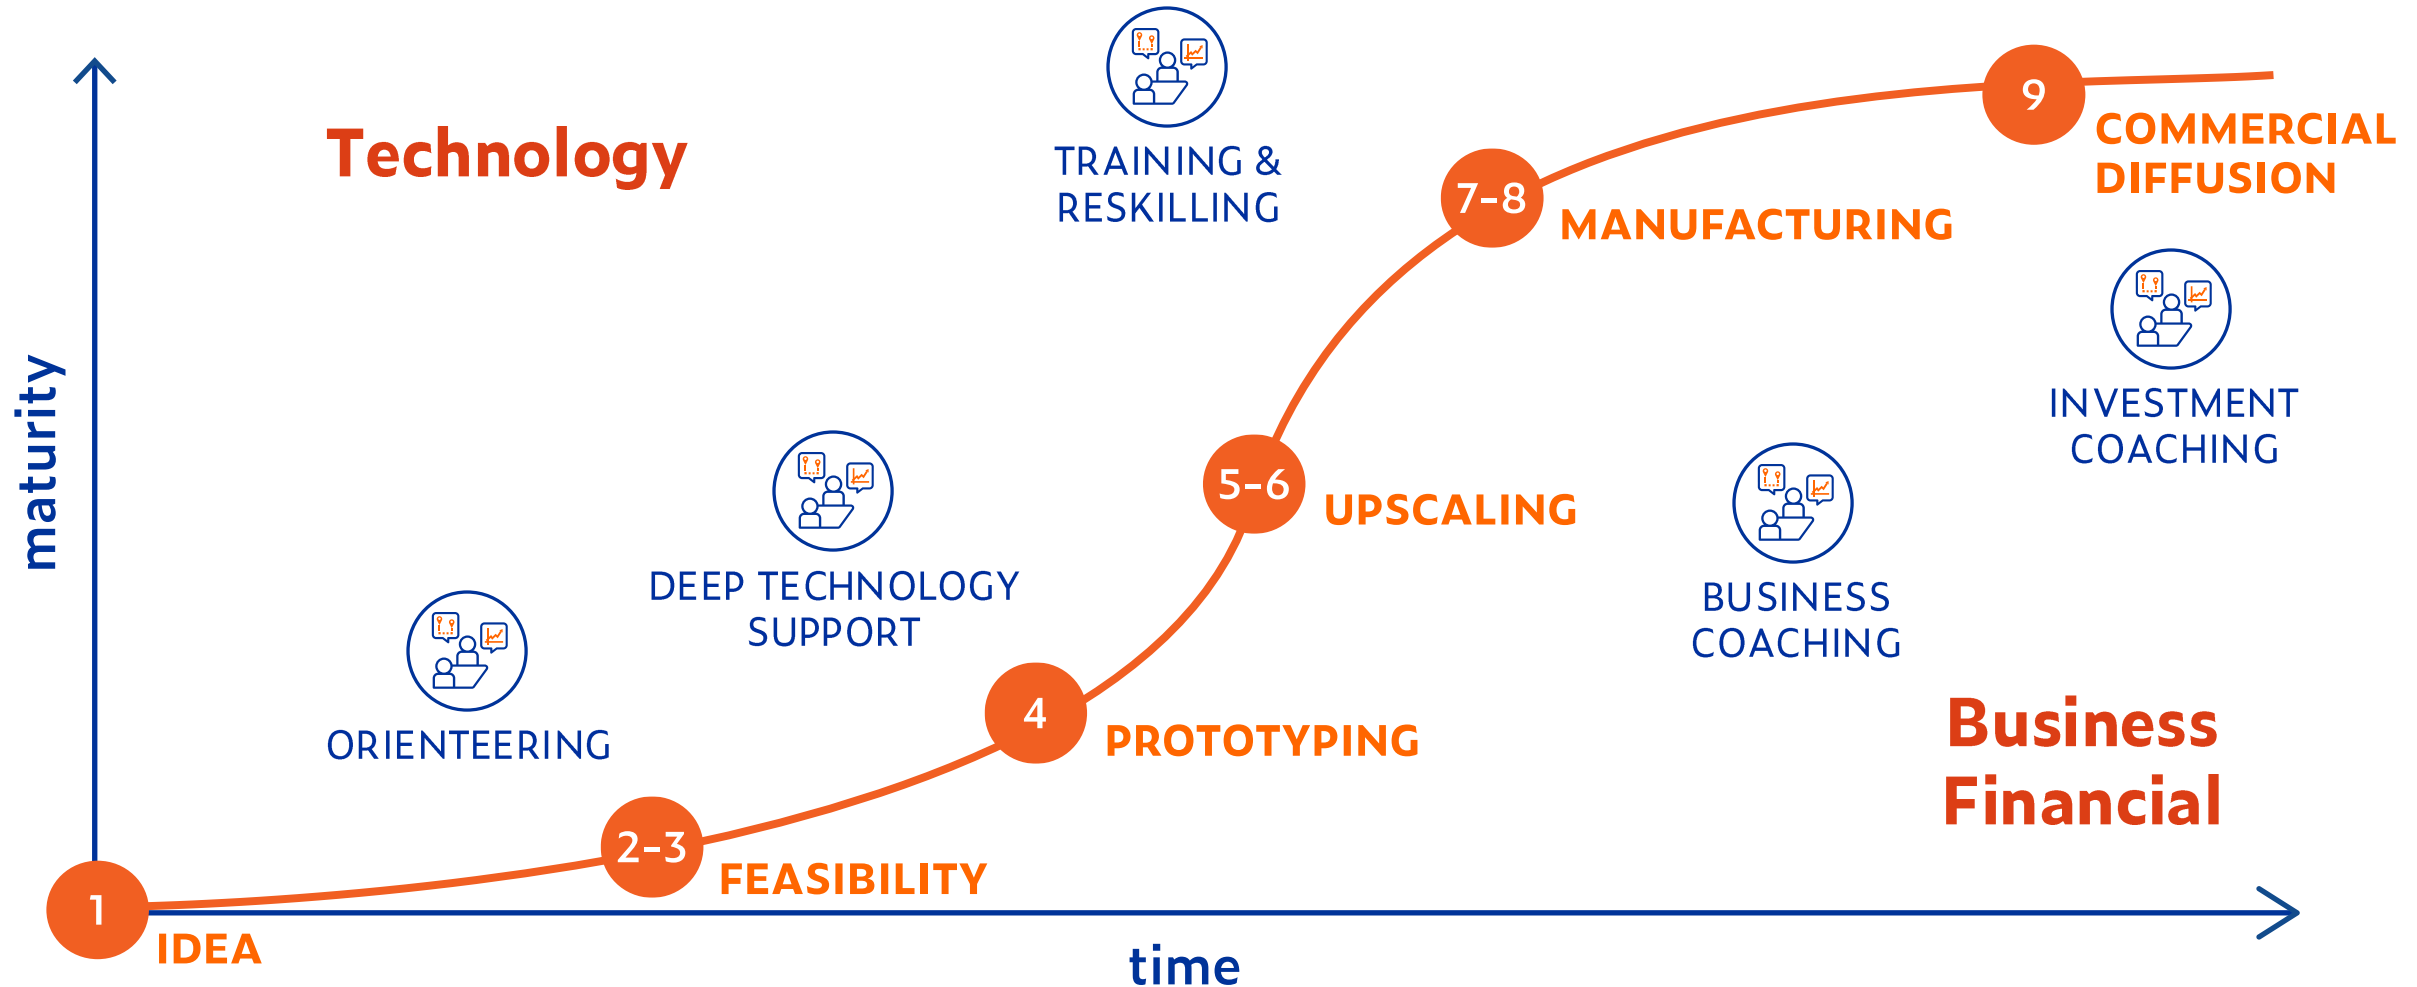 Technology
TRAINING &
RESKILLING
9
COMMERCIAL
DIFFUSION
7-8
MANUFACTURING
INVESTMENT
COACHING
maturity
5-6
UPSCALING
DEEP TECHNOLOGY
SUPPORT
BUSINESS
COACHING
ORIENTEERING
4
PROTOTYPING
Business
Financial
2-3
FEASIBILITY
1
IDEA
time